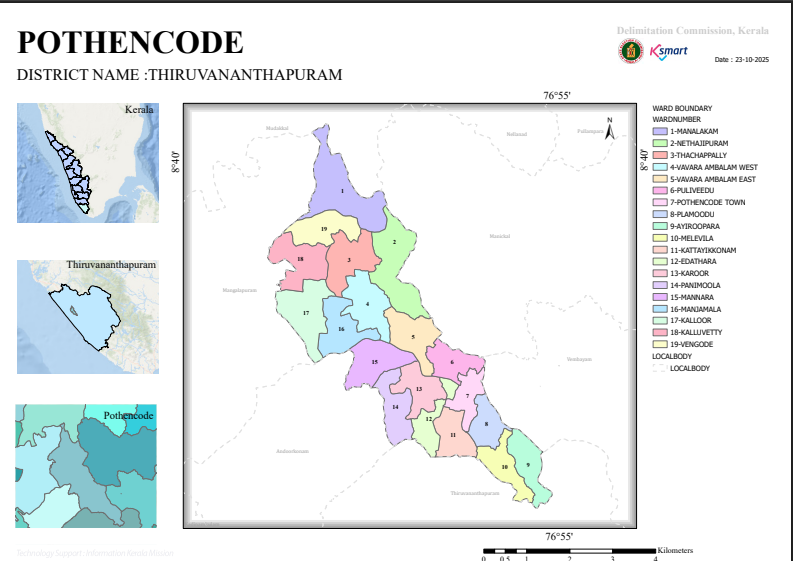 POTHENCODE
DISTRICT NAME :THIRUVANANTHAPURAM
Delimitation Commission, Kerala
Ksmart
Date : 23-10-2025
Kerala
Thiruvananthapuram
Pothencode
76°55'
8°40'
8°40'
N
Mudakkal
Nellanad
Pothencode
Manickal
Mangalapuram
Vembayam
Andoorkonam
Thiruvananthapuram
1
2
19
18
3
4
17
16
5
15
6
13
7
14
12
8
11
10
9
76°55'
WARD BOUNDARY
WARDNUMBER
1-MANALAKAM
2-NETHAJIPURAM
3-THACHAPPALLY
4-VAVARA AMBALAM WEST
5-VAVARA AMBALAM EAST
6-PULIVEEDU
7-POTHENCODE TOWN
8-PLAMOODU
9-AYIROOPARA
10-MELEVILA
11-KATTAYIKKONAM
12-EDATHARA
13-KAROOR
14-PANIMOOLA
15-MANNARA
16-MANJAMALA
17-KALLOOR
18-KALLUVETTY
19-VENGODE
LOCALBODY
LOCALBODY
Technology Support : Information Kerala Mission
Kilometers
0 0.5 1 2 3 4